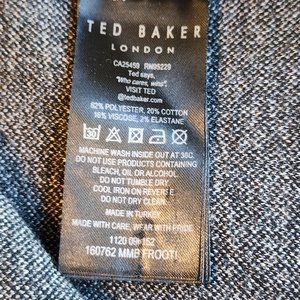 TED BAKER
LONDON
CA25459 RN95229
Ted says,
"Who cares, wins".
VISIT TED
@tedbaker.com
62% POLYESTER, 20% COTTON
16% VISCOSE, 2% ELASTANE
30
MACHINE WASH INSIDE OUT AT 30C.
DO NOT USE PRODUCTS CONTAINING
BLEACH, OIL OR ALCOHOL.
DO NOT TUMBLE DRY
COOL IRON ON REVERSE
DO NOT DRY CLEAN
MADE IN TURKEY
MADE WITH CARE, WEAR WITH PRIDE
1120 09/152
160762 MMB FROGTI